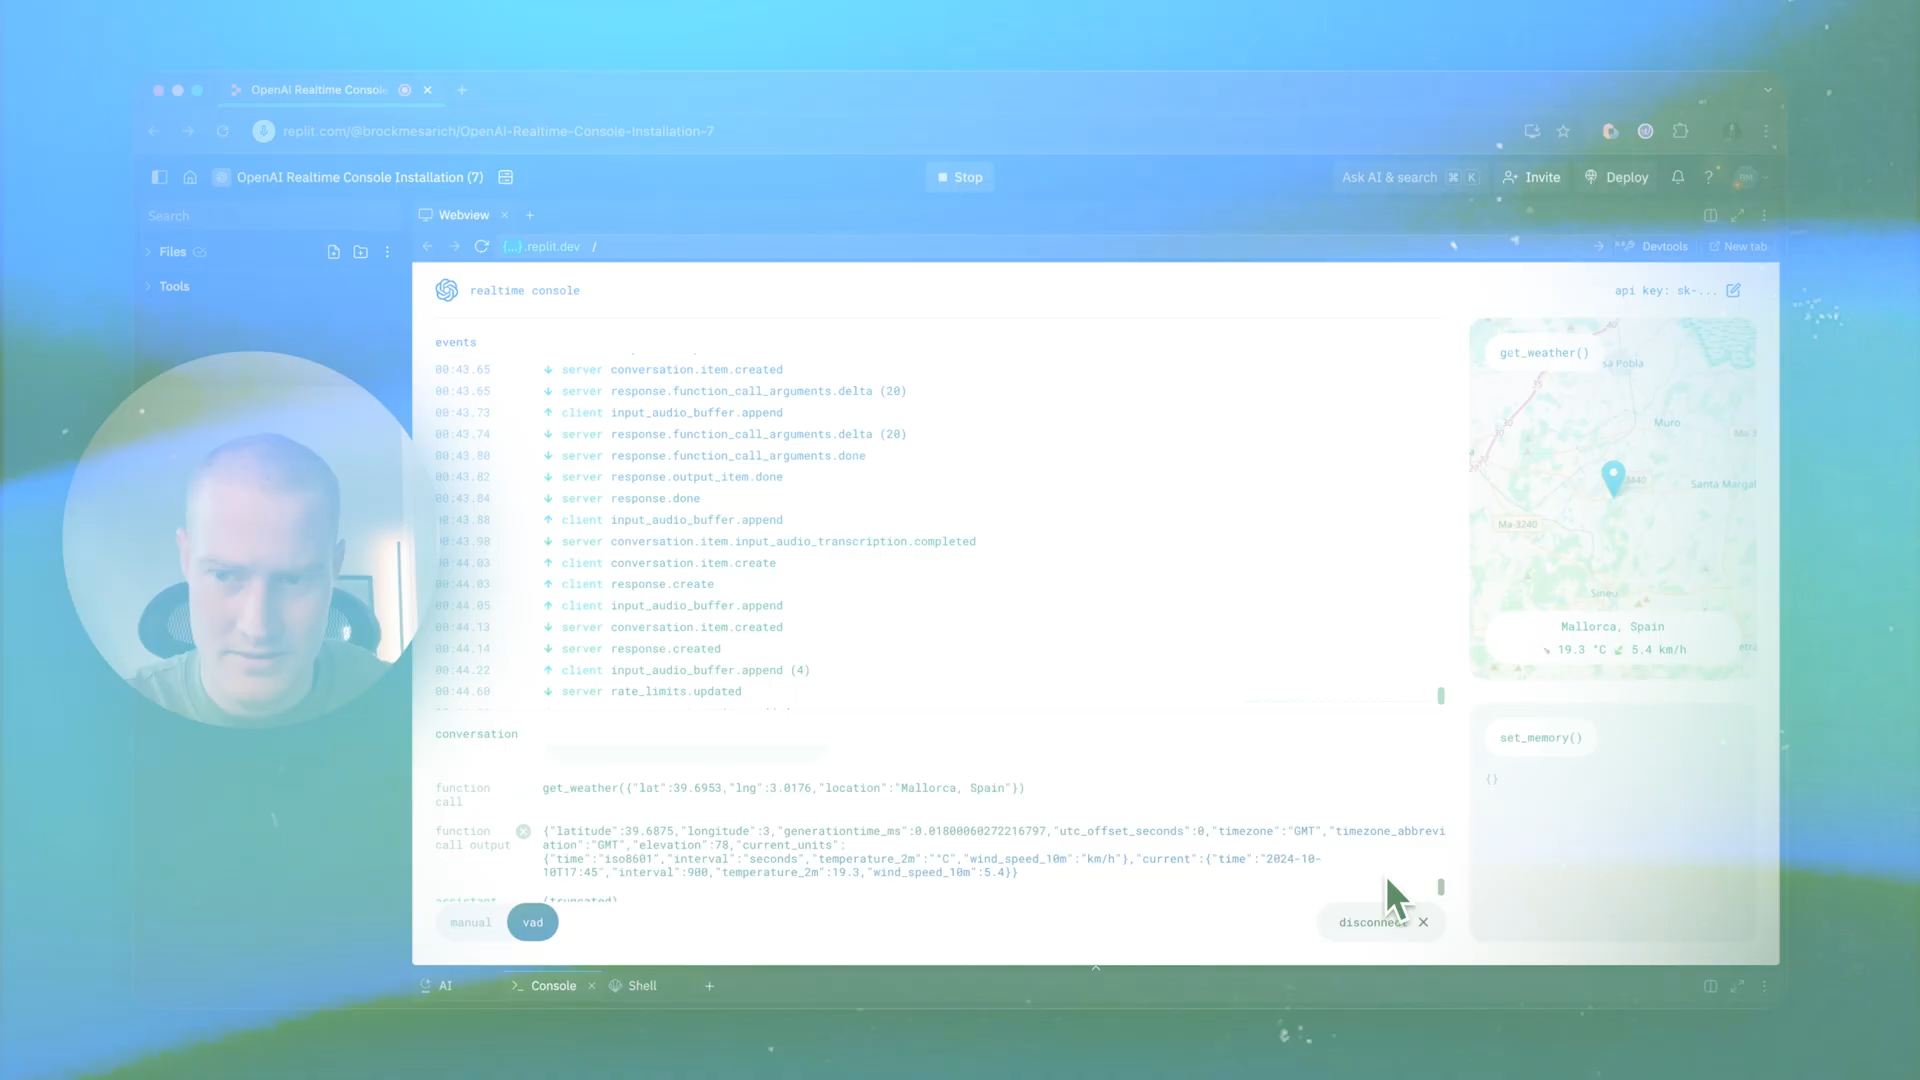 OpenAI Realtime Console
replit.com/@brockmesarich/OpenAI-Realtime-Console-Installation-7
OpenAI Realtime Console Installation (7)
Stop
Ask AI & search ⌘ K
Invite
Deploy
?
BM
Search
Webview
Files
{...}.replit.dev /
Devtools
New tab
Tools
realtime console
api key: sk-...
events
00:43.65 ↓ server conversation.item.created
00:43.65 ↓ server response.function_call_arguments.delta (20)
00:43.73 ↑ client input_audio_buffer.append
00:43.74 ↓ server response.function_call_arguments.delta (20)
00:43.80 ↓ server response.function_call_arguments.done
00:43.82 ↓ server response.output_item.done
00:43.84 ↓ server response.done
00:43.88 ↑ client input_audio_buffer.append
00:43.98 ↓ server conversation.item.input_audio_transcription.completed
00:44.03 ↑ client conversation.item.create
00:44.03 ↑ client response.create
00:44.05 ↑ client input_audio_buffer.append
00:44.13 ↓ server conversation.item.created
00:44.14 ↓ server response.created
00:44.22 ↑ client input_audio_buffer.append (4)
00:44.60 ↓ server rate_limits.updated
get_weather()
sa Pobla
Muro
Santa Margal
Ma-3240
Sineu
Mallorca, Spain
19.3 °C 5.4 km/h
conversation
set_memory()
{}
function call
get_weather({"lat":39.6953,"lng":3.0176,"location":"Mallorca, Spain"})
function call output
{"latitude":39.6875,"longitude":3,"generationtime_ms":0.01800060272216797,"utc_offset_seconds":0,"timezone":"GMT","timezone_abbrevi
ation":"GMT","elevation":78,"current_units":
{"time":"iso8601","interval":"seconds","temperature_2m":"°C","wind_speed_10m":"km/h"},"current":{"time":"2024-10-
10T17:45","interval":900,"temperature_2m":19.3,"wind_speed_10m":5.4}}
assistant (truncated)
manual
vad
disconnect
AI
Console
Shell